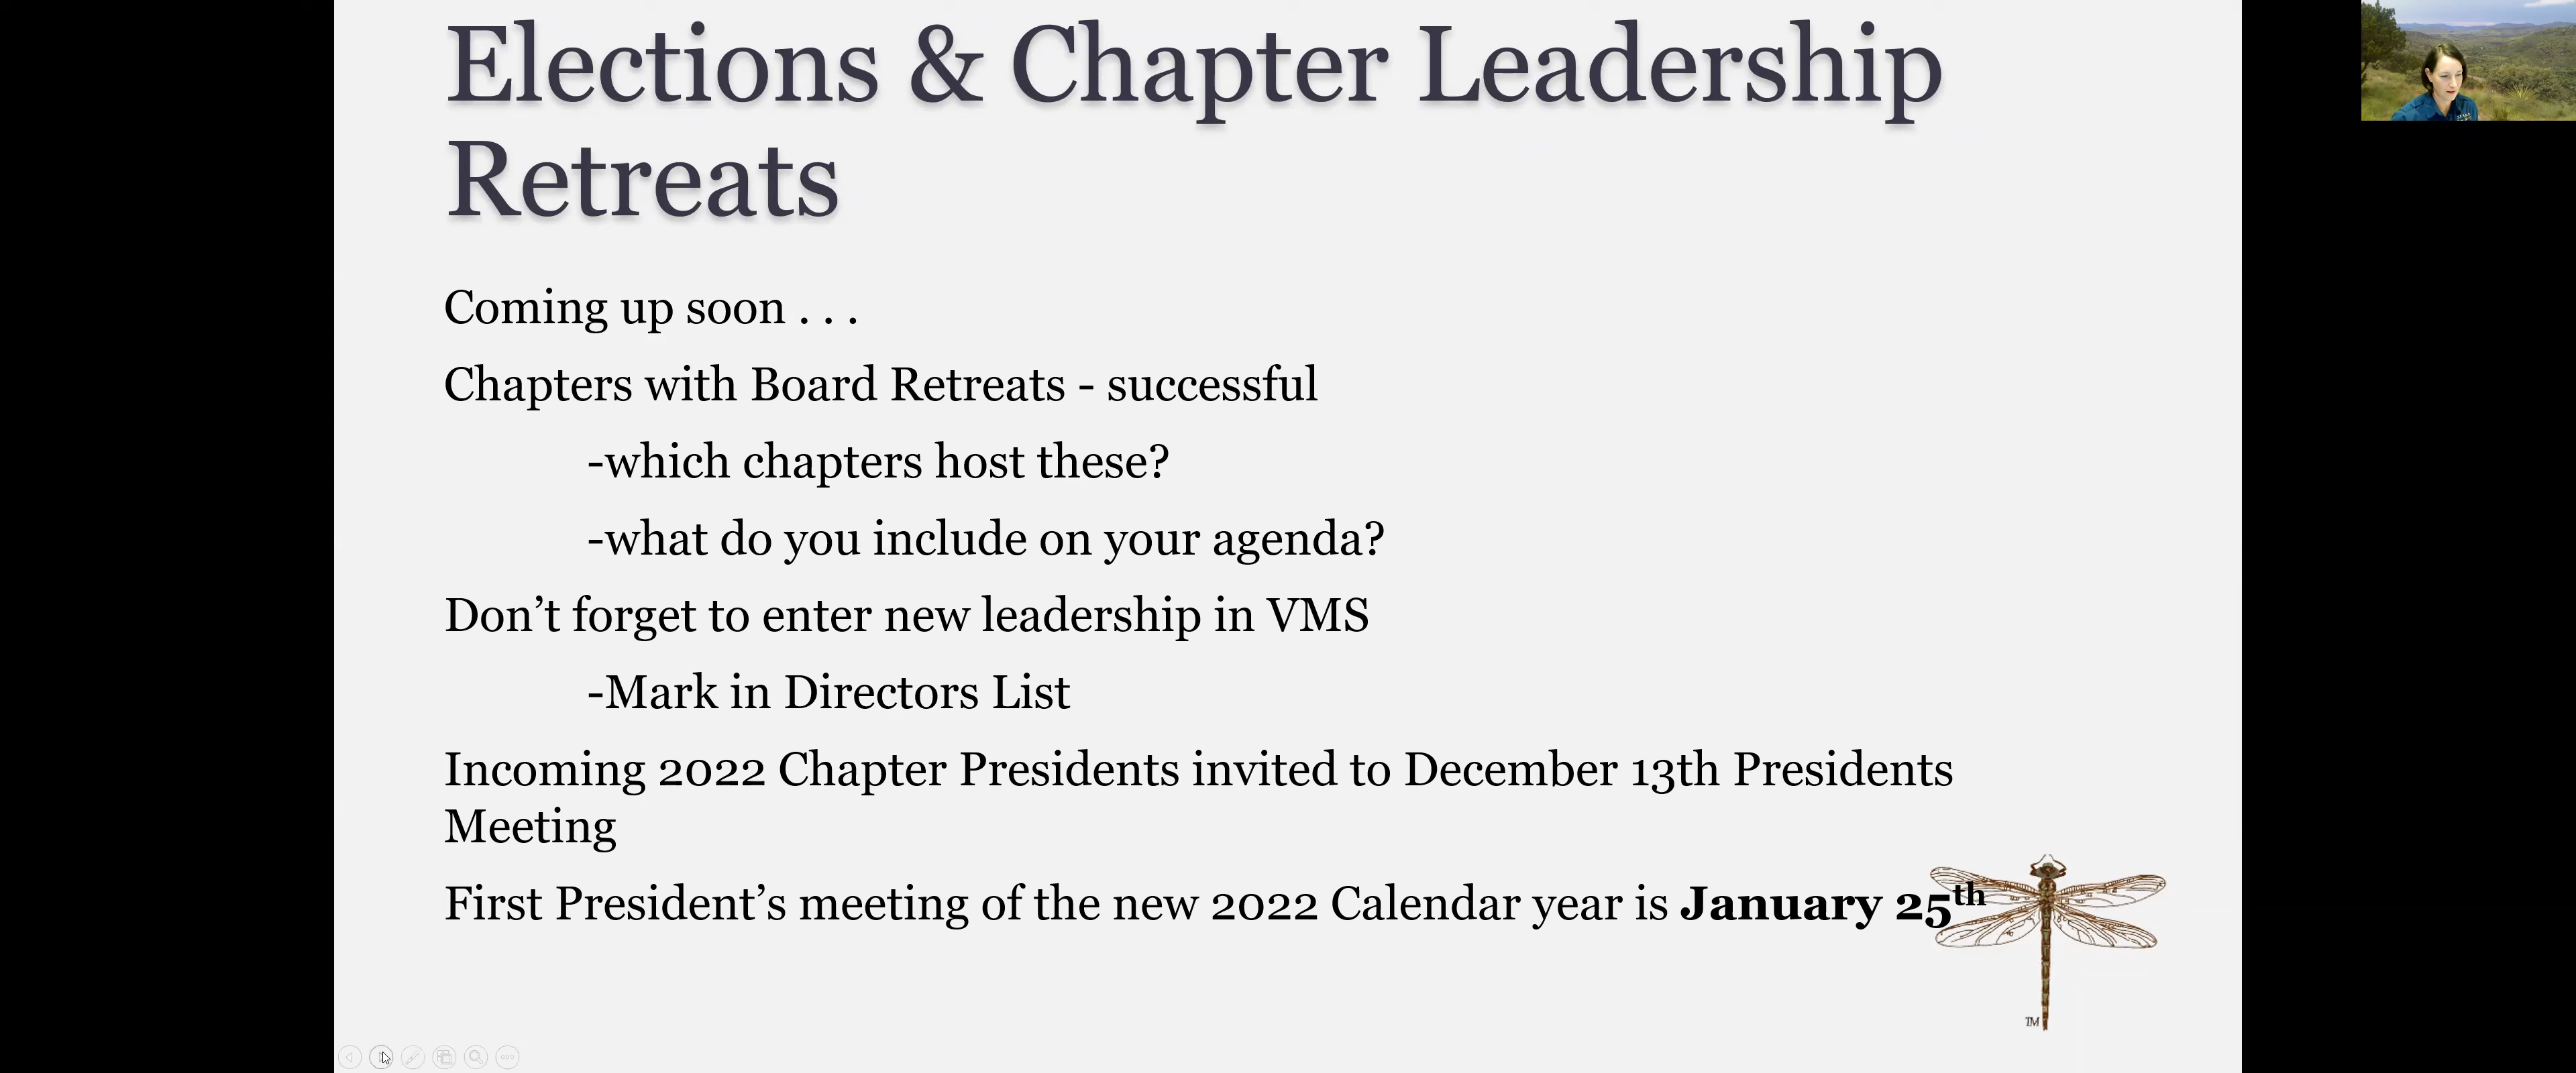 Elections & Chapter Leadership
Retreats
Coming up soon . . .
Chapters with Board Retreats - successful
-which chapters host these?
-what do you include on your agenda?
Don’t forget to enter new leadership in VMS
-Mark in Directors List
Incoming 2022 Chapter Presidents invited to December 13th Presidents
Meeting
First President’s meeting of the new 2022 Calendar year is January 25th
TM